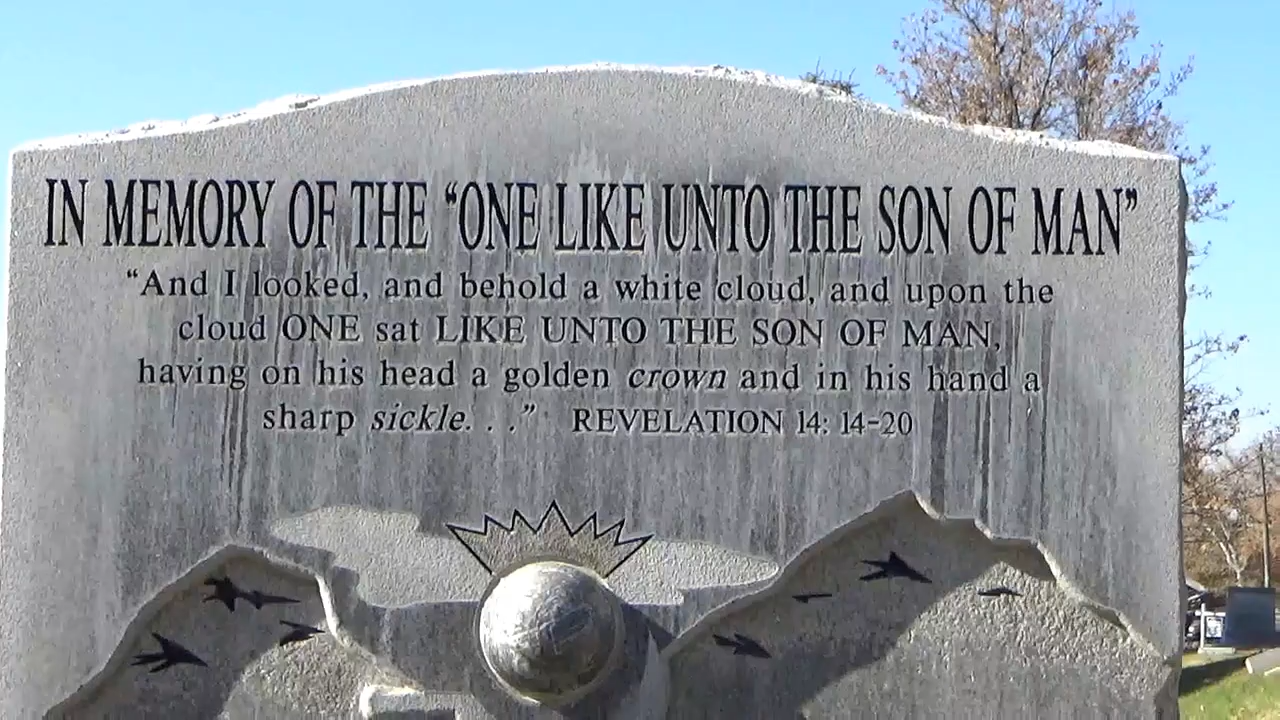 IN MEMORY OF THE “ONE LIKE UNTO THE SON OF MAN”
“And I looked, and behold a white cloud, and upon the
cloud ONE sat LIKE UNTO THE SON OF MAN,
having on his head a golden crown and in his hand a
sharp sickle. . .” REVELATION 14: 14-20